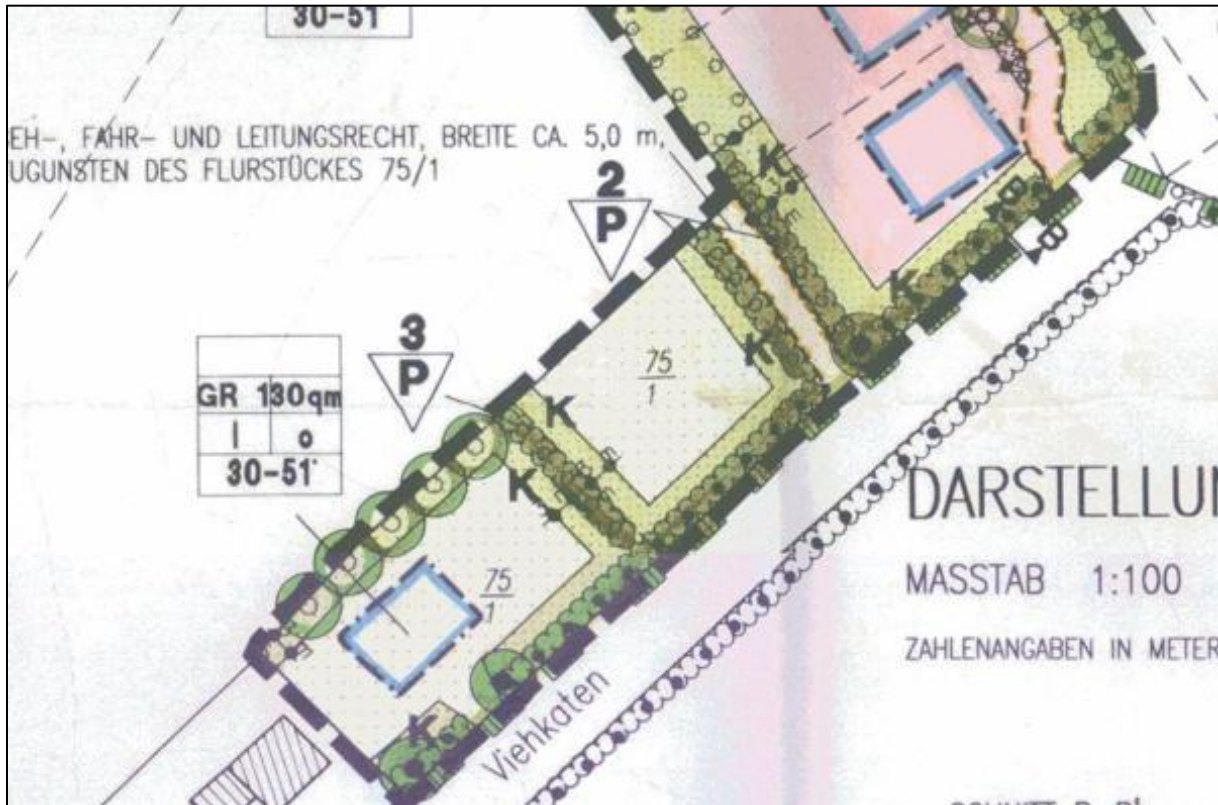 30-51°
EH-, FAHR- UND LEITUNGSRECHT, BREITE CA. 5,0 m,
UGUNSTEN DES FLURSTÜCKES 75/1
2
P
3
P
GR 130qm
I o
30-51°
K
K
K
75
1
K
K
75
1
K
B
DARSTELLUN
MASSTAB 1:100
ZAHLENANGABEN IN METER
Viehkaten